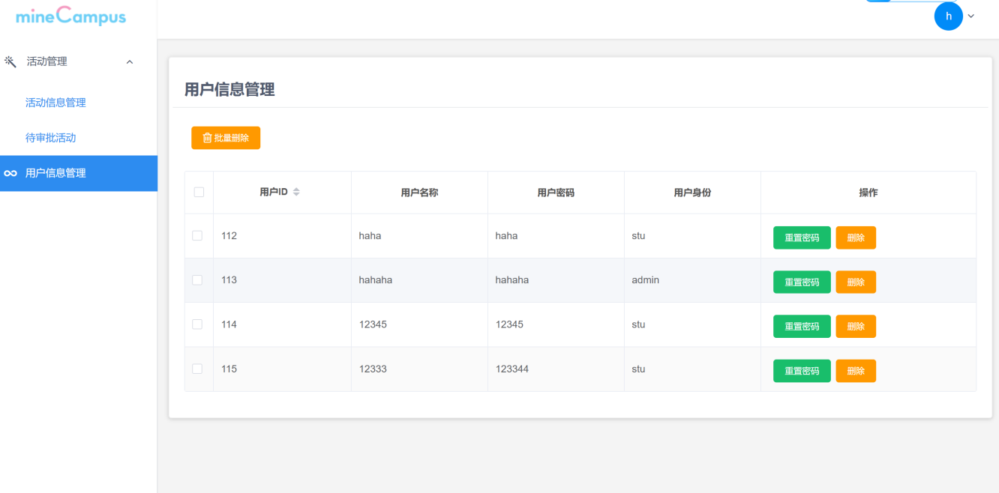 mineCampus
h
活动管理
活动信息管理
待审批活动
用户信息管理
用户信息管理
批量删除
用户ID 用户名称 用户密码 用户身份 操作
112 haha haha stu 重置密码 删除
113 hahaha hahaha admin 重置密码 删除
114 12345 12345 stu 重置密码 删除
115 12333 123344 stu 重置密码 删除